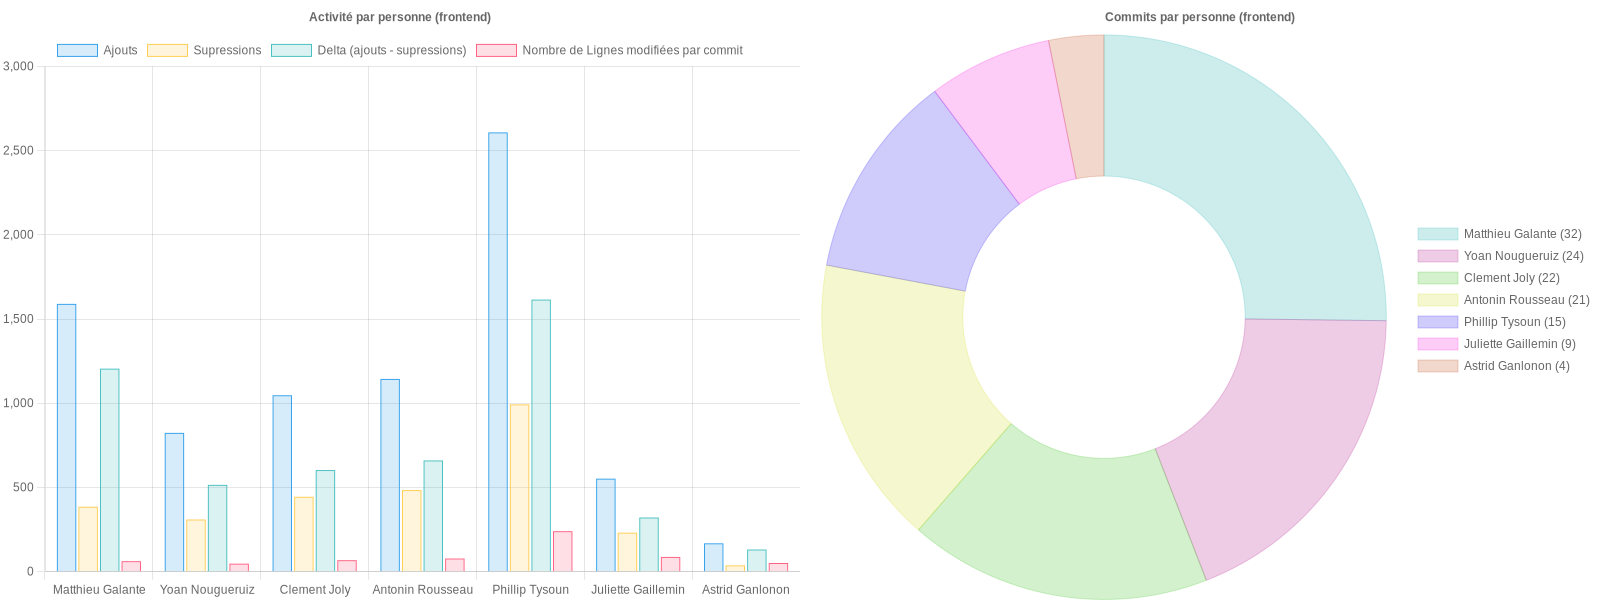 Activité par personne (frontend)
Ajouts
Supressions
Delta (ajouts - supressions)
Nombre de Lignes modifiées par commit
3,000
2,500
2,000
1,500
1,000
500
0
Matthieu Galante
Yoan Nougueruiz
Clement Joly
Antonin Rousseau
Phillip Tysoun
Juliette Gaillemin
Astrid Ganlonon
Commits par personne (frontend)
Matthieu Galante (32)
Yoan Nougueruiz (24)
Clement Joly (22)
Antonin Rousseau (21)
Phillip Tysoun (15)
Juliette Gaillemin (9)
Astrid Ganlonon (4)